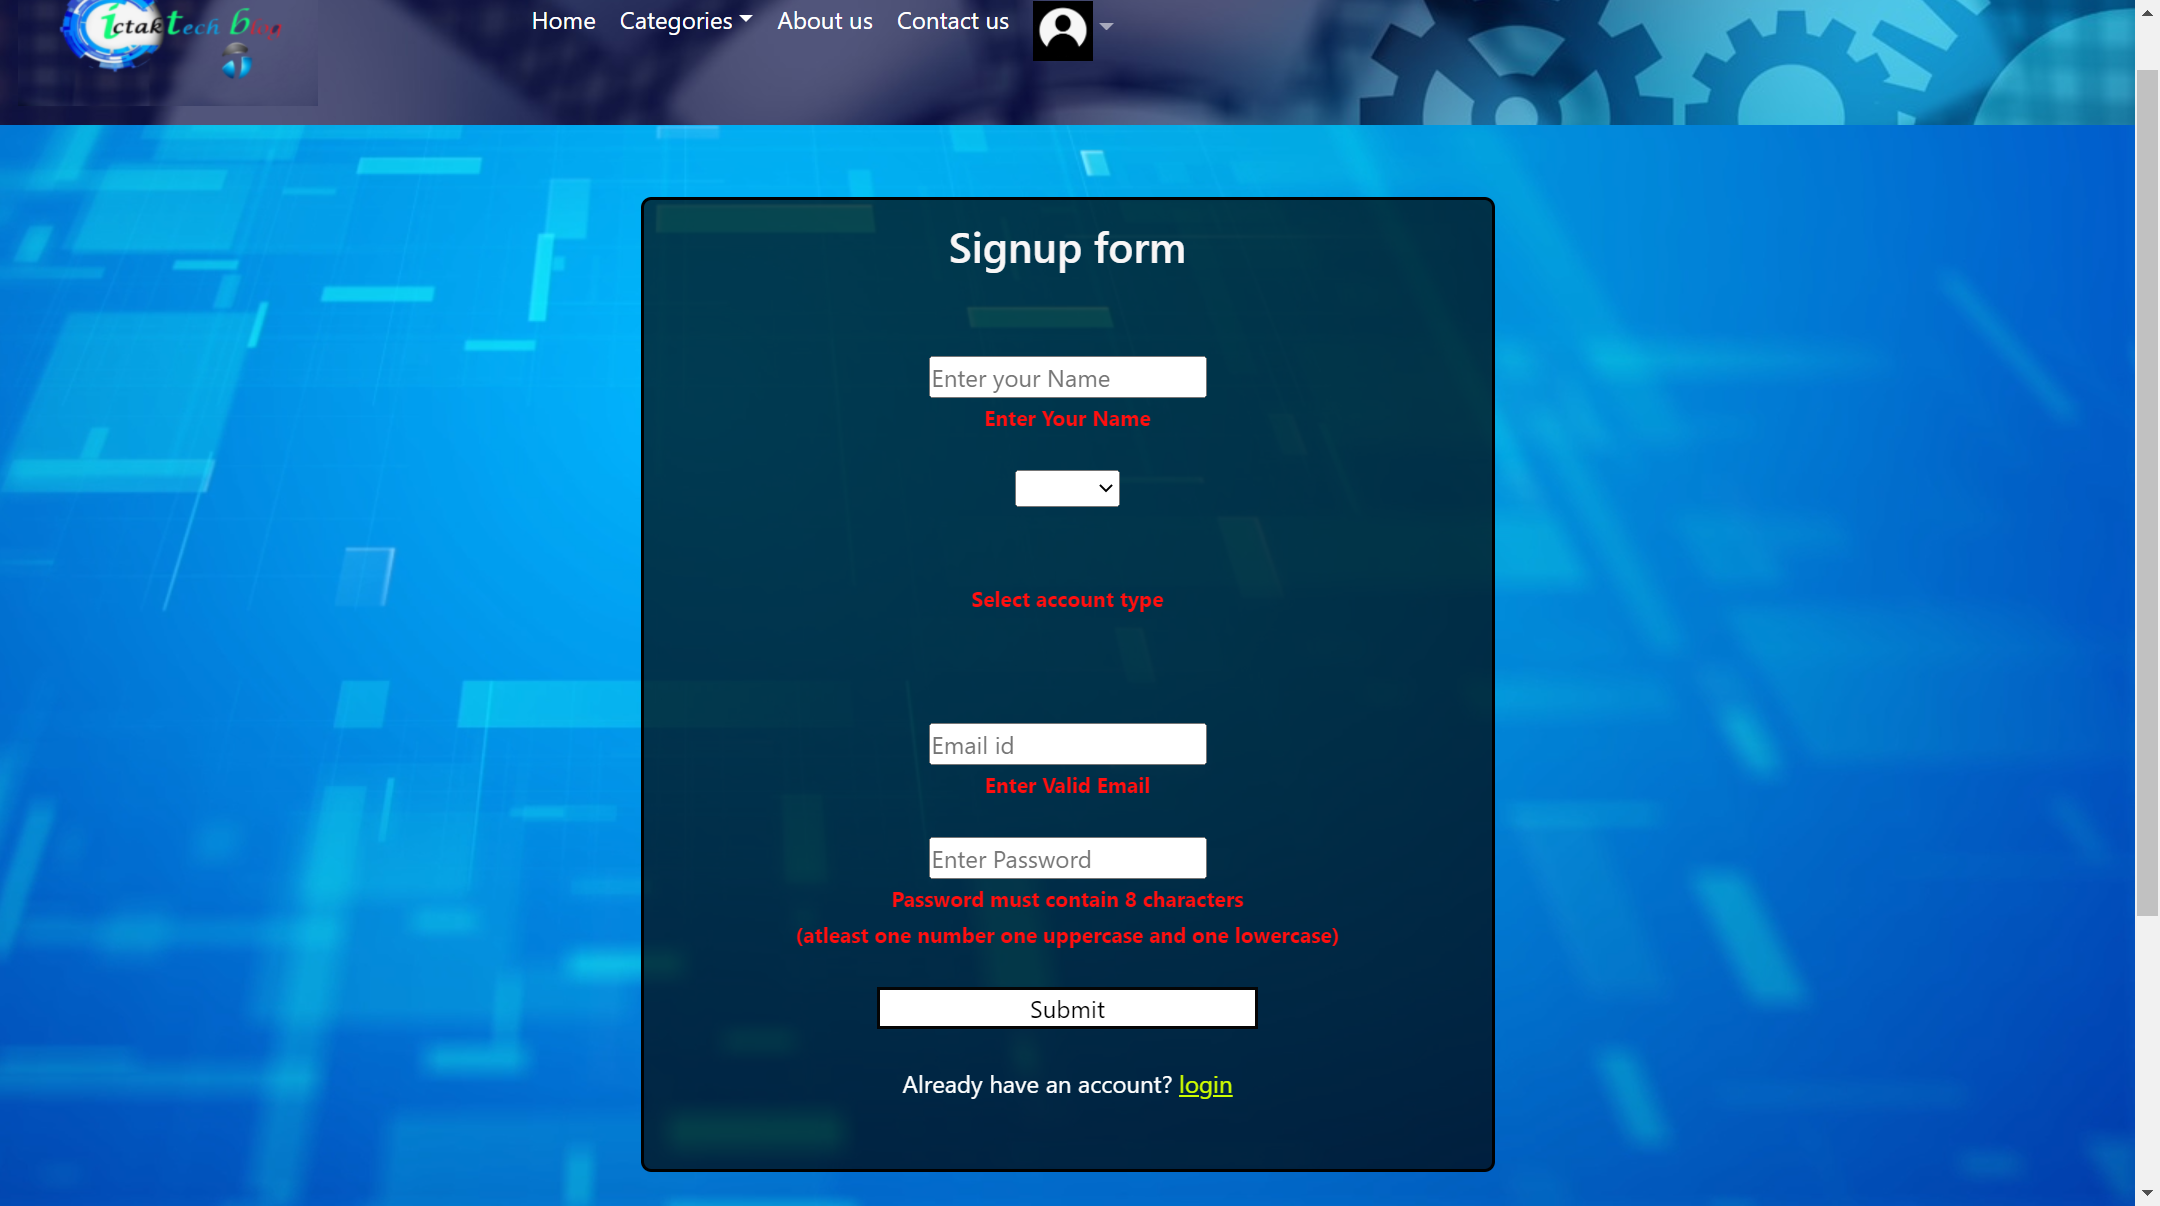 ictak Tech Blog
Home Categories About us Contact us
Signup form
Enter your Name
Enter Your Name
Select account type
Email id
Enter Valid Email
Enter Password
Password must contain 8 characters
(atleast one number one uppercase and one lowercase)
Submit
Already have an account? login